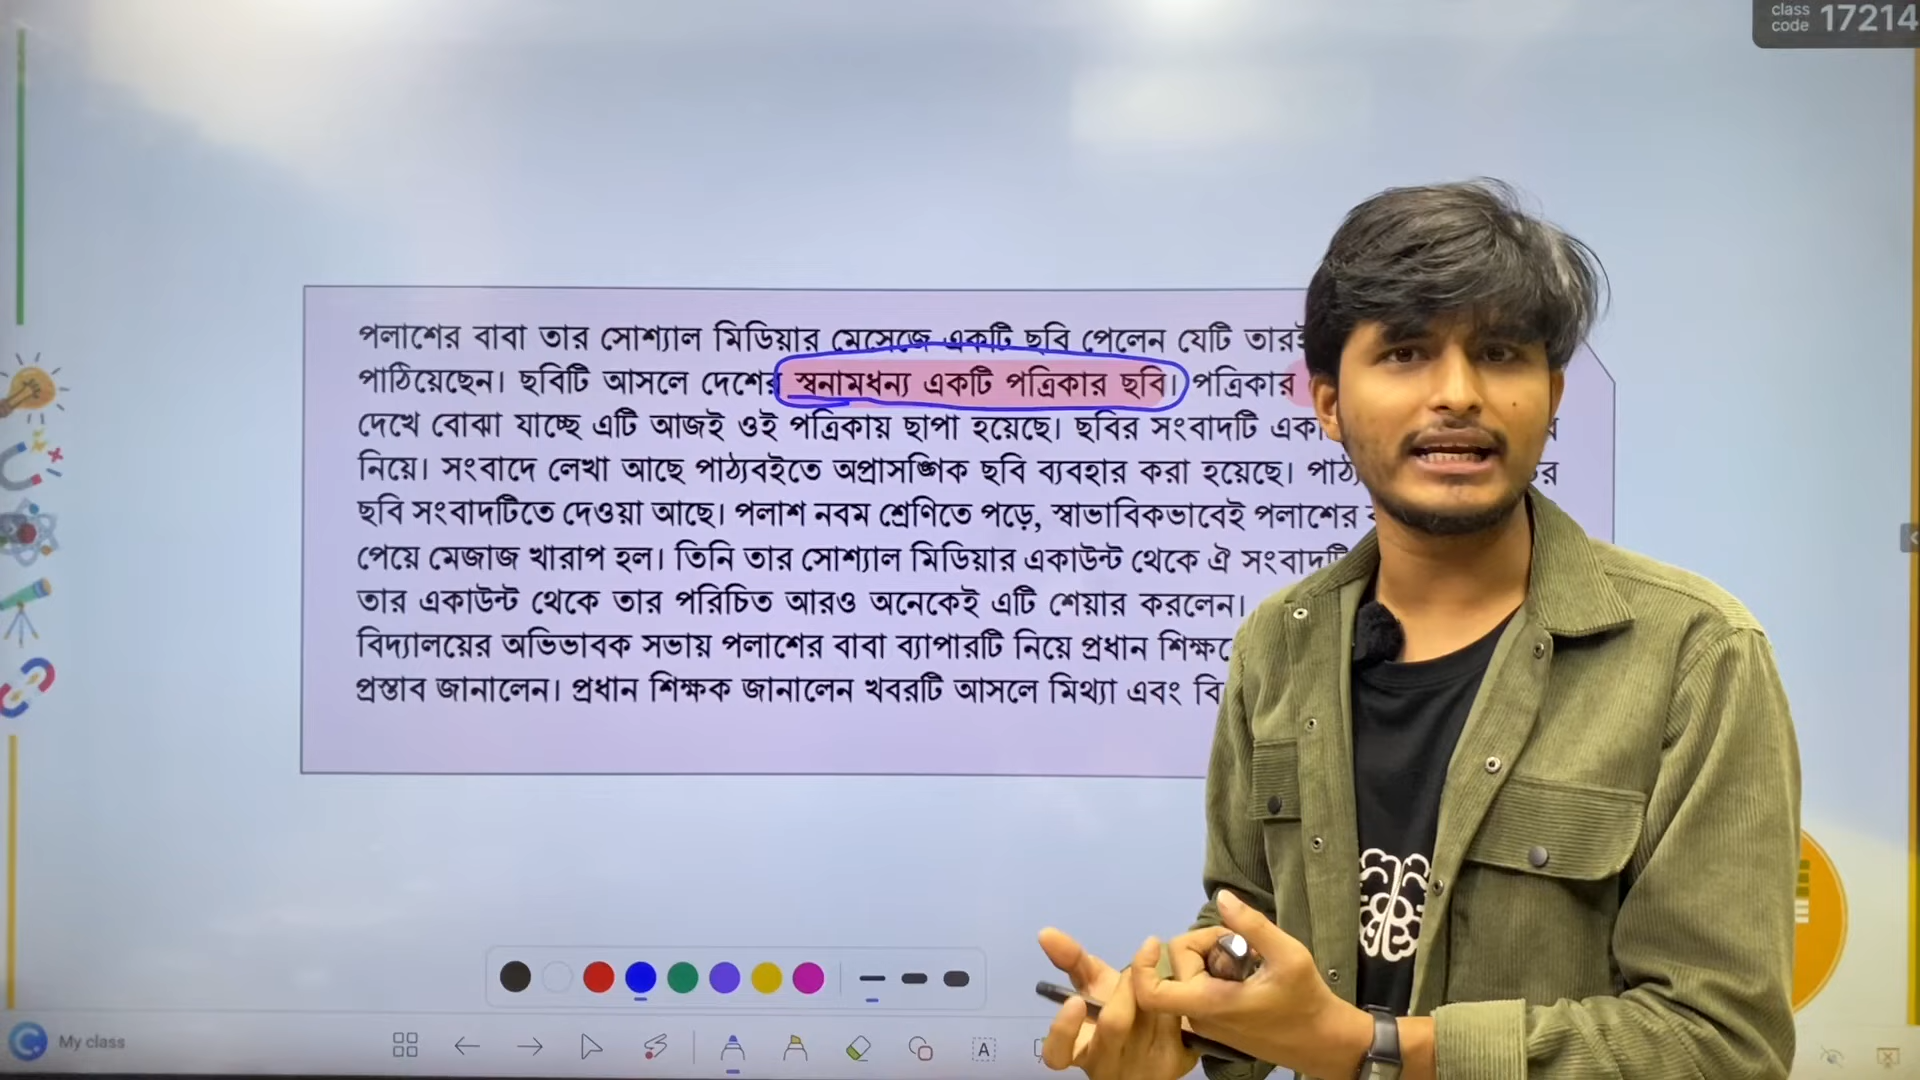 class
code 17214
পলাশের বাবা তার সোশ্যাল মিডিয়ার মেসেজে একটি ছবি পেলেন যেটি তারই
পাঠিয়েছেন। ছবিটি আসলে দেশের স্বনামধন্য একটি পত্রিকার ছবি। পত্রিকার
দেখে বোঝা যাচ্ছে এটি আজই ওই পত্রিকায় ছাপা হয়েছে। ছবির সংবাদটি
নিয়ে। সংবাদে লেখা আছে পাঠ্যবইতে অপ্রাসঙ্গিক ছবি ব্যবহার করা হয়েছে।
ছবি সংবাদটিতে দেওয়া আছে। পলাশ নবম শ্রেণিতে পড়ে, স্বাভাবিকভাবেই পলাশের
পেয়ে মেজাজ খারাপ হল। তিনি তার সোশ্যাল মিডিয়ার একাউন্ট থেকে ঐ সংবাদটি
তার একাউন্ট থেকে তার পরিচিত আরও অনেকেই এটি শেয়ার করলেন।
বিদ্যালয়ের অভিভাবক সভায় পলাশের বাবা ব্যাপারটি নিয়ে প্রধান
প্রস্তাব জানালেন। প্রধান শিক্ষক জানালেন খবরটি আসলে মিথ্যা এবং
My class
A